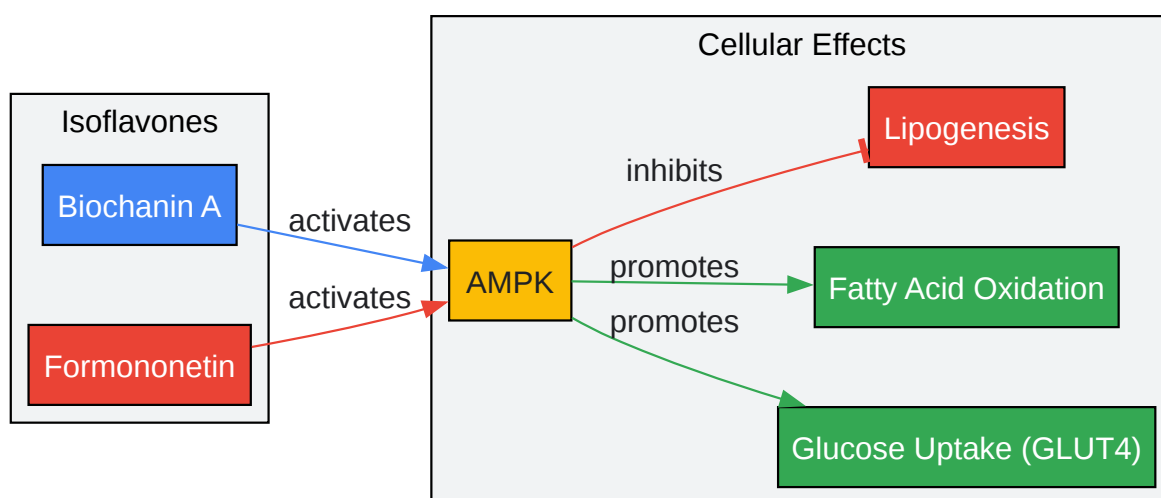 Cellular Effects
Isoflavones
Lipogenesis
Biochanin A
inhibits
activates
AMPK
promotes
Fatty Acid Oxidation
activates
promotes
Formononetin
Glucose Uptake (GLUT4)